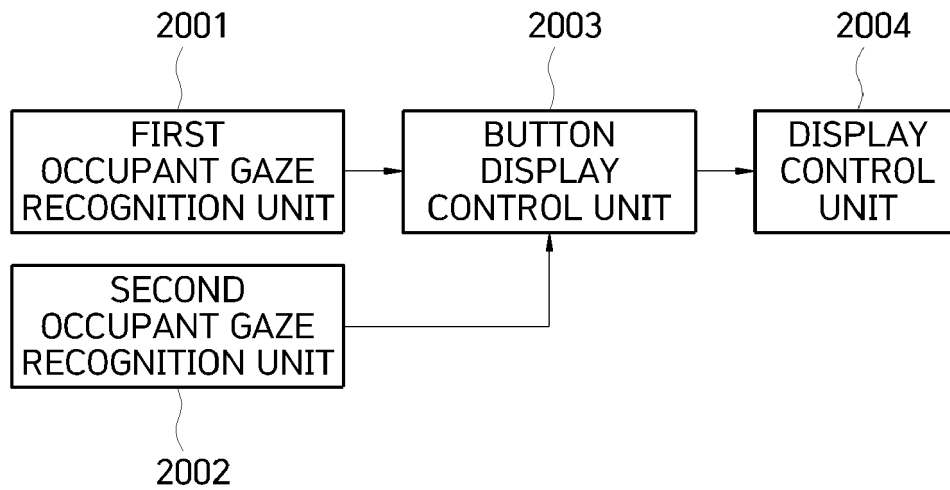 2001
2003
2004
FIRST
OCCUPANT GAZE
RECOGNITION UNIT
BUTTON
DISPLAY
CONTROL UNIT
DISPLAY
CONTROL
UNIT
SECOND
OCCUPANT GAZE
RECOGNITION UNIT
2002